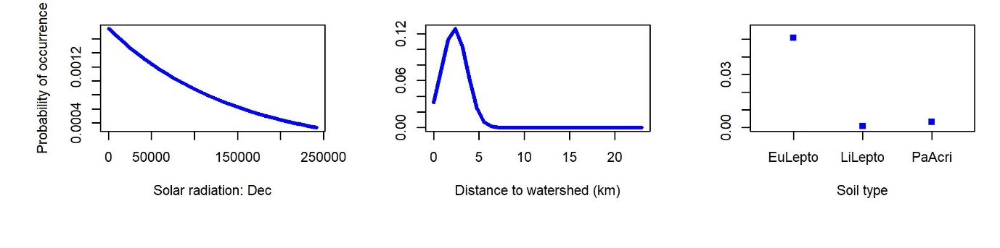 Probability of occurrence
0.0004 0.0012
0 50000 150000 250000
Solar radiation: Dec
0.00 0.06 0.12
0 5 10 15 20
Distance to watershed (km)
0.00 0.03
EuLepto LiLepto PaAcri
Soil type